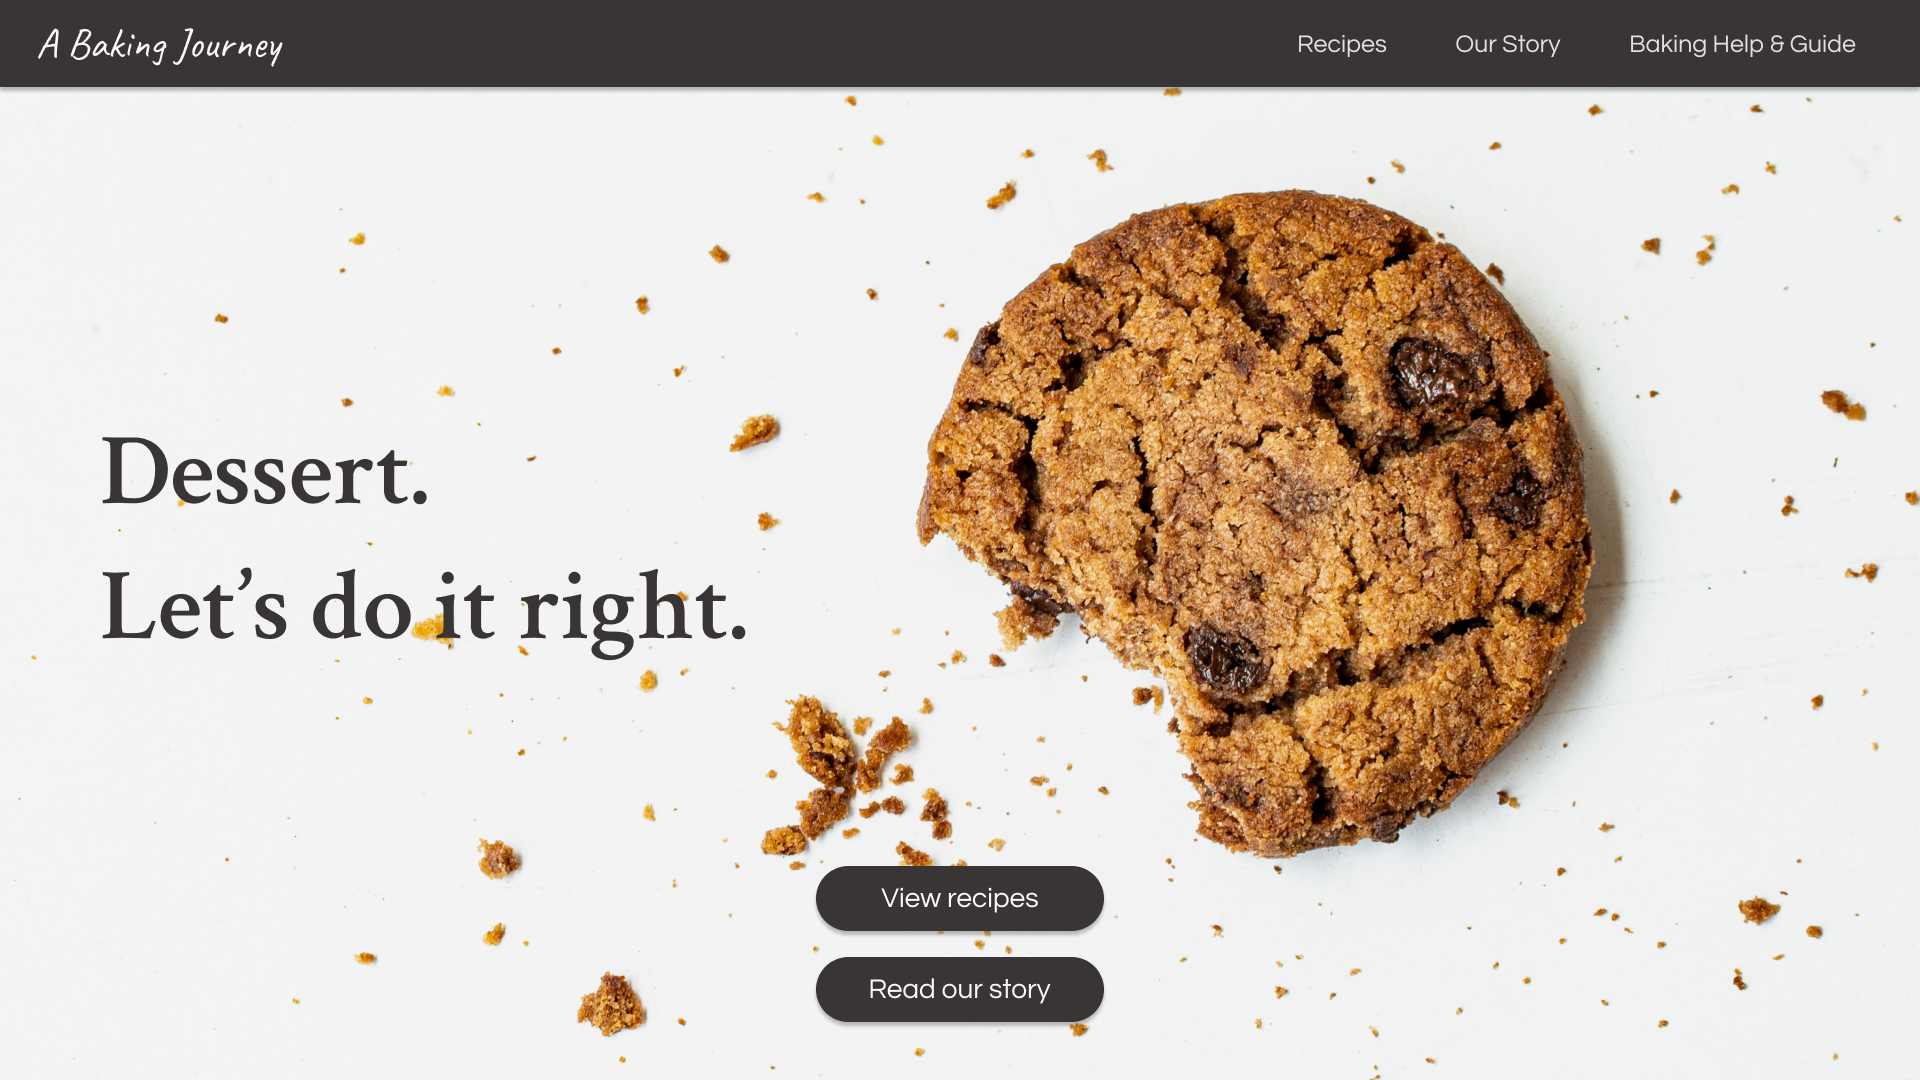 A Baking Journey
Recipes
Our Story
Baking Help & Guide
Dessert.
Let’s do it right.
View recipes
Read our story